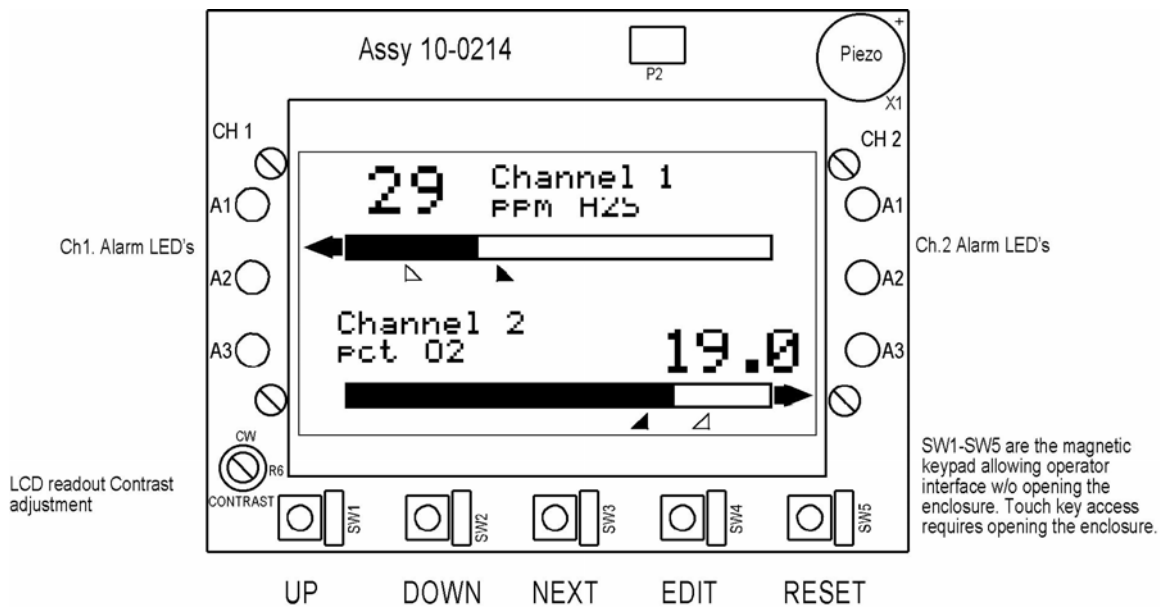 Assy 10-0214
P2
+
Piezo
X1
CH 1
CH 2
29
Channel 1
ppm H2S
A1
A1
Ch1. Alarm LED's
Ch.2 Alarm LED's
A2
A2
Channel 2
pct O2
19.0
A3
A3
CW
R6
CONTRAST
LCD readout Contrast
adjustment
SW1-SW5 are the magnetic
keypad allowing operator
interface w/o opening the
enclosure. Touch key access
requires opening the enclosure.
SW1
SW2
SW3
SW4
SW5
UP
DOWN
NEXT
EDIT
RESET